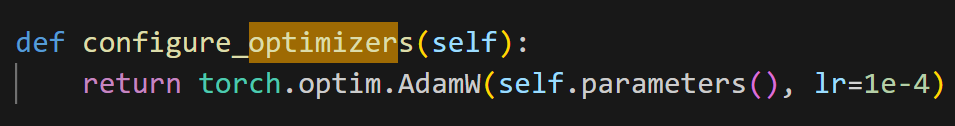 def configure_optimizers(self):
    return torch.optim.AdamW(self.parameters(), lr=1e-4)